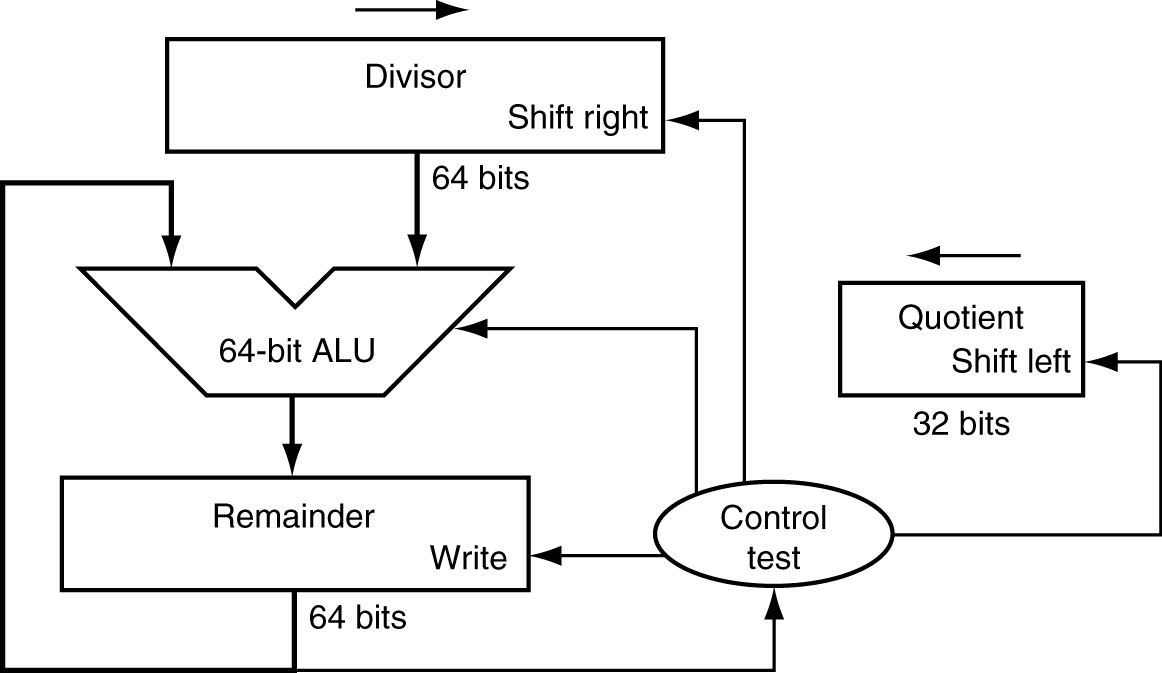 Divisor
Shift right
64 bits
64-bit ALU
Quotient
Shift left
32 bits
Remainder
Write
64 bits
Control
test